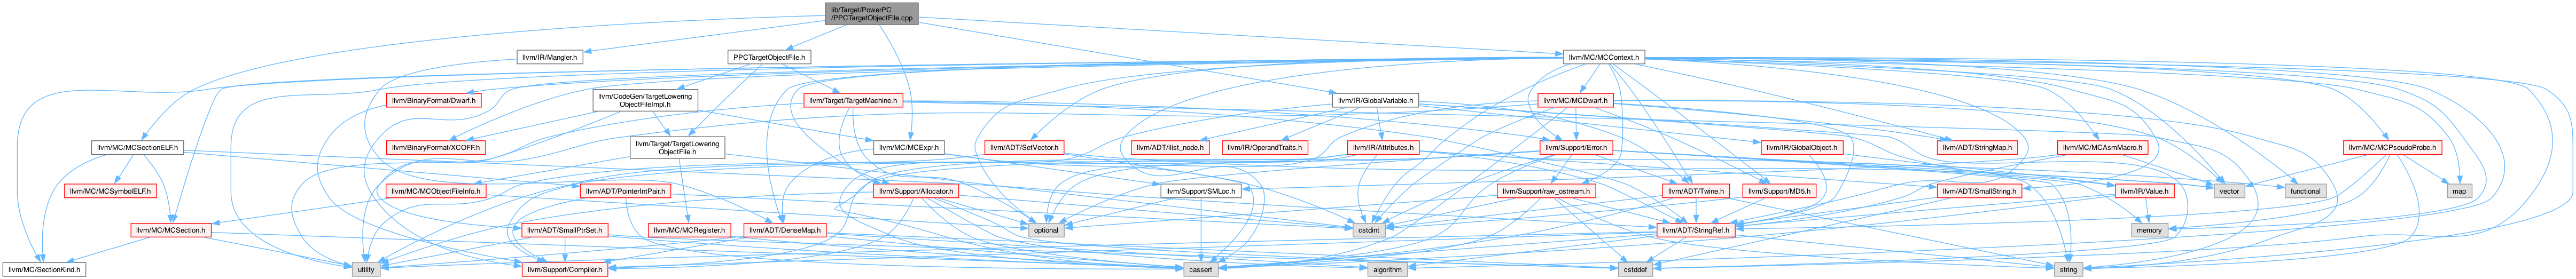 lib/Target/PowerPC
/PPCTargetObjectFile.cpp
llvm/IR/Mangler.h
PPCTargetObjectFile.h
llvm/MC/MCContext.h
llvm/BinaryFormat/Dwarf.h
llvm/CodeGen/TargetLowering
ObjectFileImpl.h
llvm/Target/TargetMachine.h
llvm/IR/GlobalVariable.h
llvm/MC/MCDwarf.h
llvm/MC/MCSectionELF.h
llvm/BinaryFormat/XCOFF.h
llvm/Target/TargetLowering
ObjectFile.h
llvm/MC/MCExpr.h
llvm/ADT/SetVector.h
llvm/ADT/ilist_node.h
llvm/IR/OperandTraits.h
llvm/IR/Attributes.h
llvm/Support/Error.h
llvm/IR/GlobalObject.h
llvm/ADT/StringMap.h
llvm/MC/MCAsmMacro.h
llvm/MC/MCPseudoProbe.h
llvm/MC/MCSymbolELF.h
llvm/MC/MCObjectFileInfo.h
llvm/ADT/PointerIntPair.h
llvm/Support/Allocator.h
llvm/Support/SMLoc.h
llvm/Support/raw_ostream.h
llvm/ADT/Twine.h
llvm/Support/MD5.h
llvm/ADT/SmallString.h
llvm/IR/Value.h
vector
functional
map
llvm/MC/MCSection.h
llvm/ADT/SmallPtrSet.h
llvm/MC/MCRegister.h
llvm/ADT/DenseMap.h
optional
cstdint
llvm/ADT/StringRef.h
memory
llvm/MC/SectionKind.h
utility
llvm/Support/Compiler.h
algorithm
cassert
cstddef
string